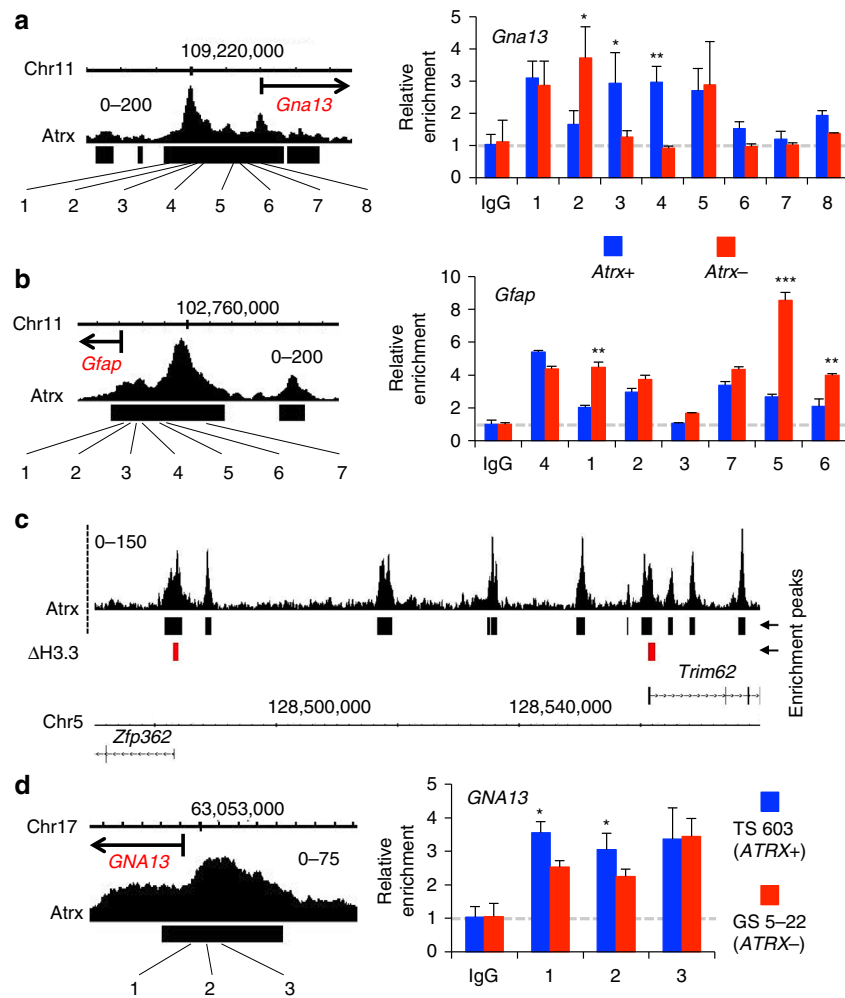 a
109,220,000
Chr11
0–200
Gna13
Atrx
1 2 3 4 5 6 7 8
Relative enrichment
Gna13
5
4
3
2
1
0
* * **
IgG 1 2 3 4 5 6 7 8
Atrx+ Atrx–
b
102,760,000
Chr11
Gfap
0–200
Atrx
1 2 3 4 5 6 7
Relative enrichment
Gfap
10
8
6
4
2
0
** *** **
IgG 4 1 2 3 7 5 6
c
0–150
Atrx
ΔH3.3
Enrichment peaks
Trim62
128,500,000 128,540,000
Chr5
Zfp362
d
63,053,000
Chr17
GNA13
0–75
Atrx
1 2 3
Relative enrichment
GNA13
5
4
3
2
1
0
* *
IgG 1 2 3
TS 603
(ATRX+)
GS 5–22
(ATRX–)